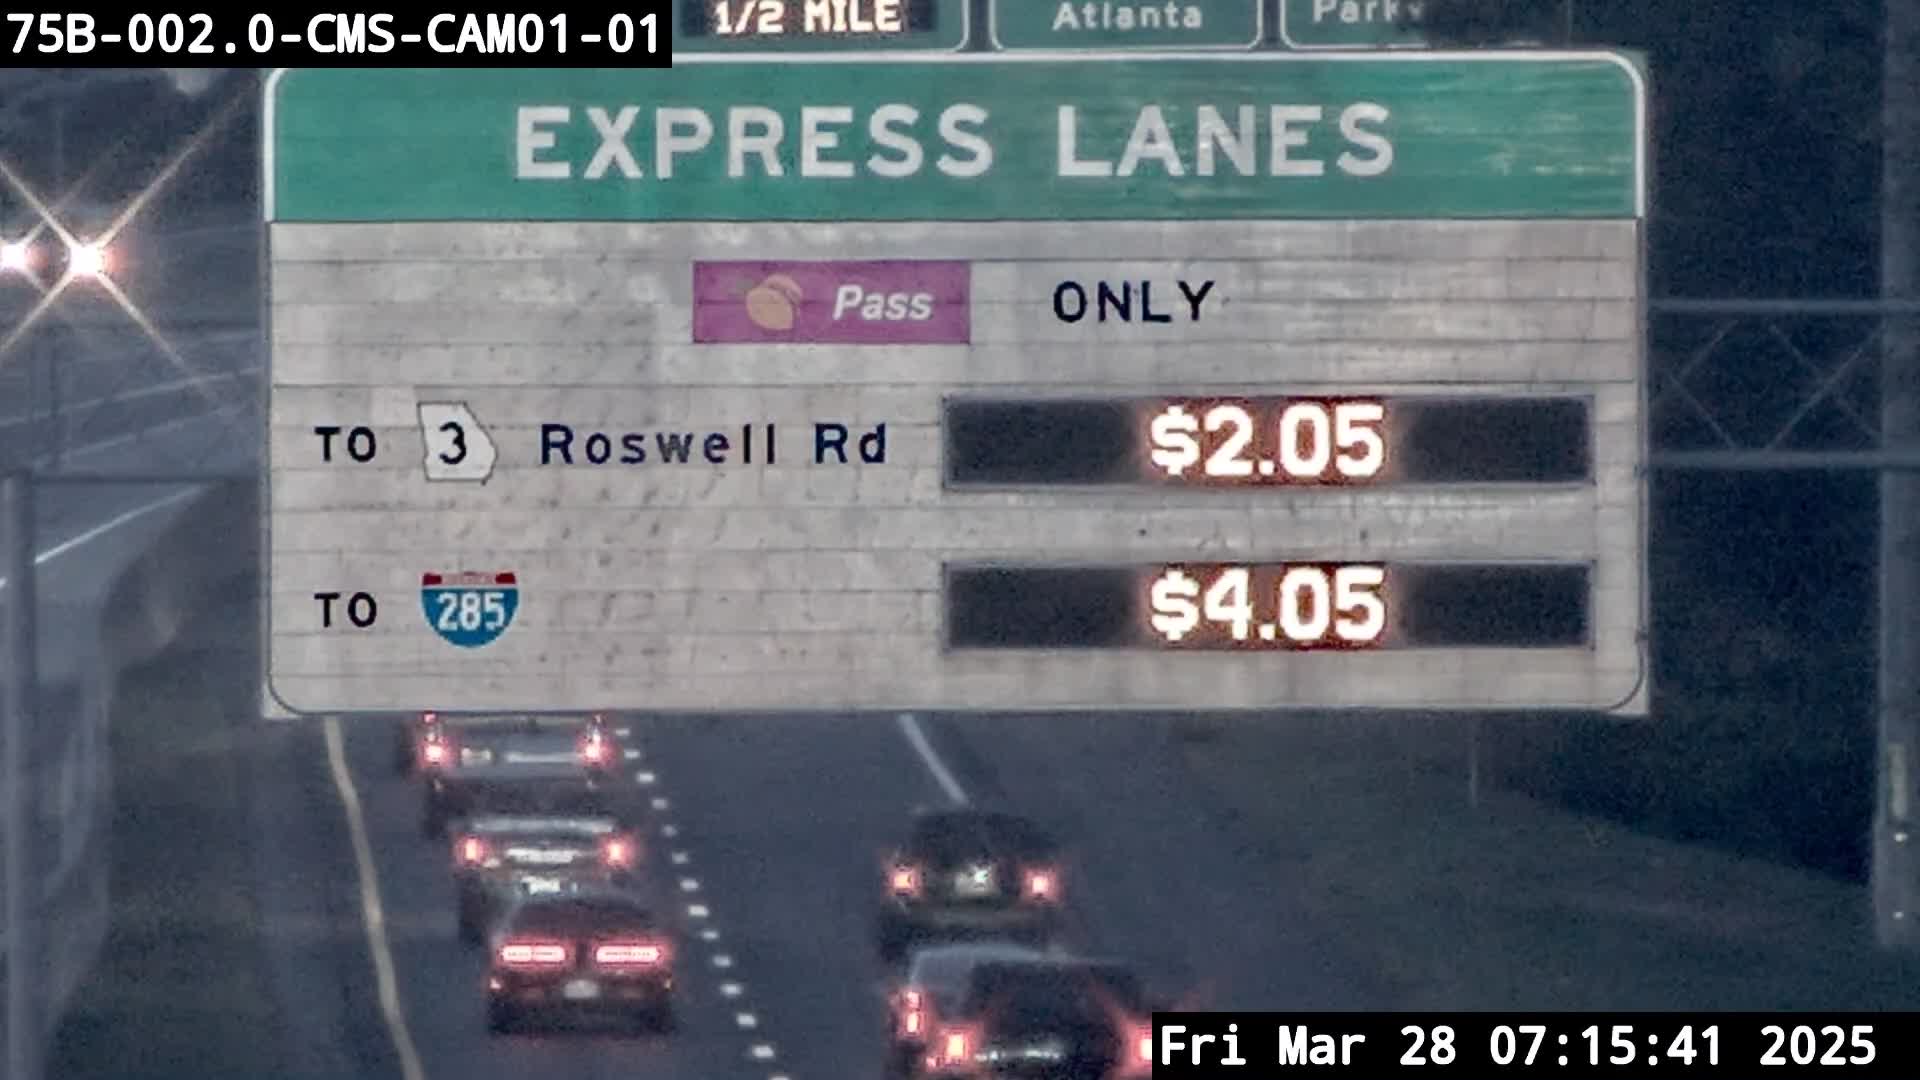 75B-002.0-CMS-CAM01-01
1/2 MILE
Atlanta
EXPRESS LANES
Pass ONLY
TO 3 Roswell Rd $2.05
TO 285 $4.05
Fri Mar 28 07:15:41 2025